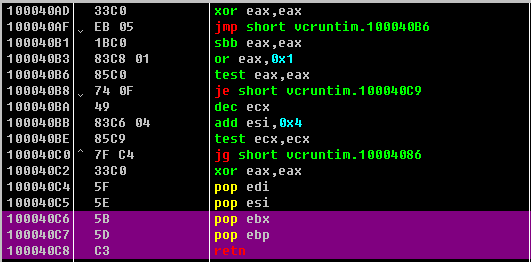 100040AD 33C0 xor eax,eax
100040AF EB 05 jmp short vcruntim.100040B6
100040B1 1BC0 sbb eax,eax
100040B3 83C8 01 or eax,0x1
100040B6 85C0 test eax,eax
100040B8 74 0F je short vcruntim.100040C9
100040BA 49 dec ecx
100040BB 83C6 04 add esi,0x4
100040BE 85C9 test ecx,ecx
100040C0 7F C4 jg short vcruntim.10004086
100040C2 33C0 xor eax,eax
100040C4 5F pop edi
100040C5 5E pop esi
100040C6 5B pop ebx
100040C7 5D pop ebp
100040C8 C3 retn